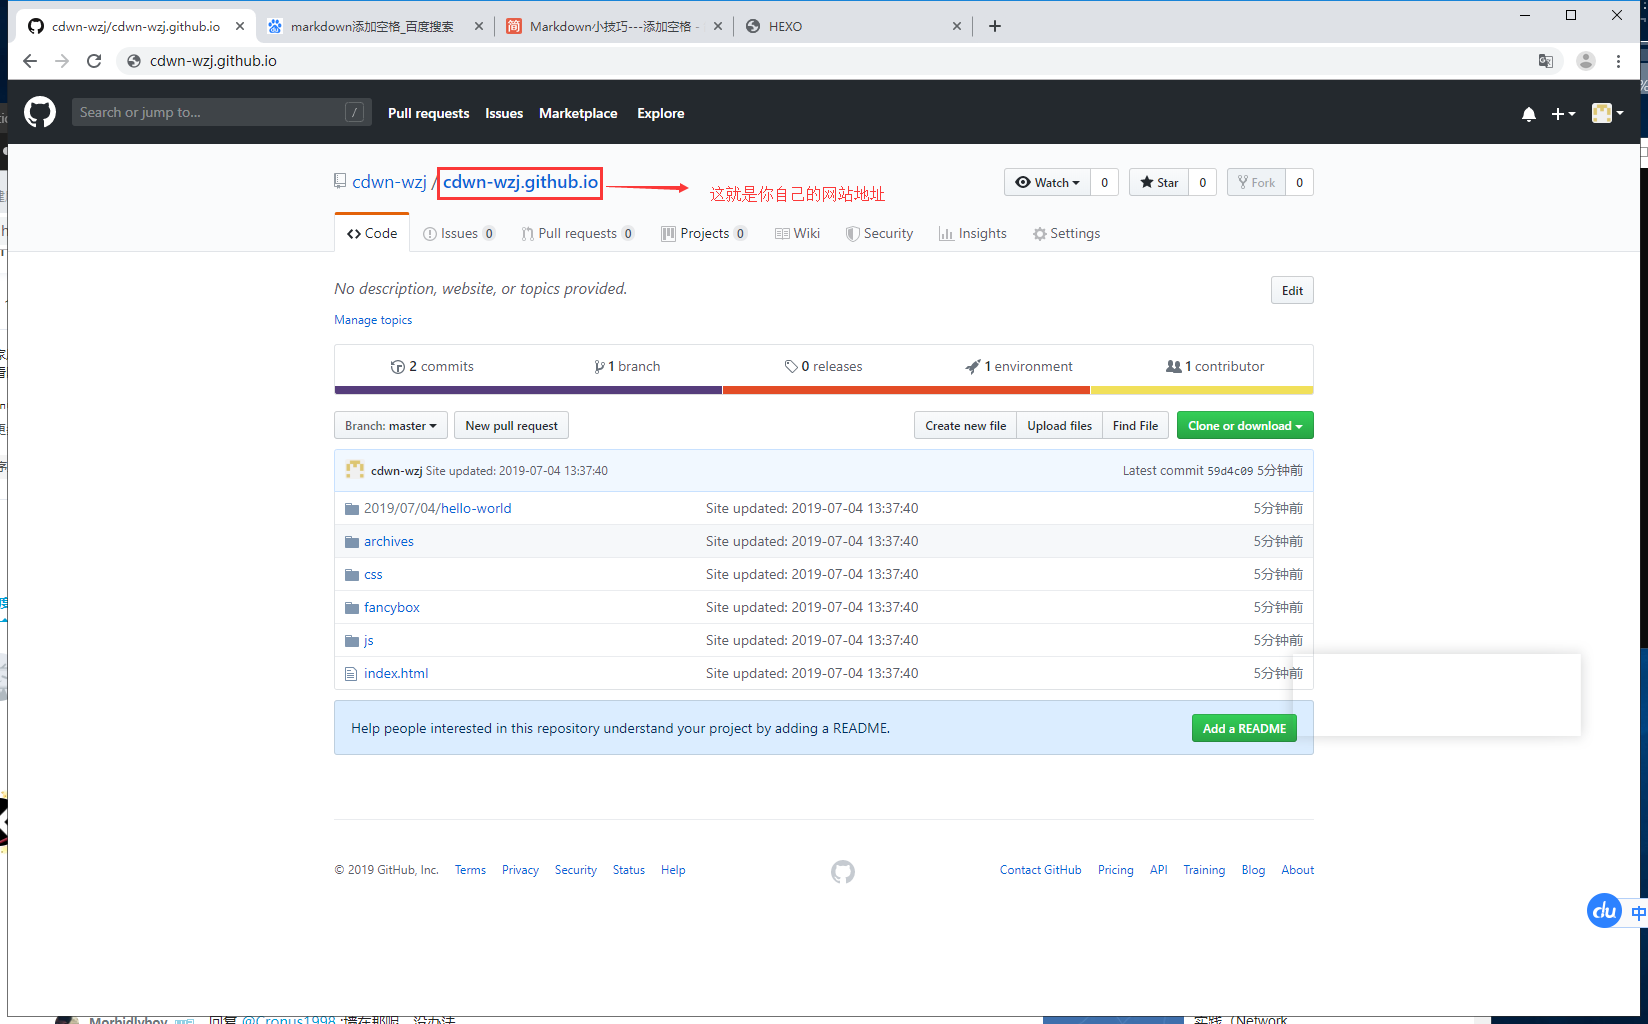 cdwn-wzj/cdwn-wzj.github.io
markdown添加空格_百度搜索
简 Markdown小技巧---添加空格 -
HEXO
cdwn-wzj.github.io
Search or jump to... /
Pull requests Issues Marketplace Explore
cdwn-wzj / cdwn-wzj.github.io
这就是你自己的网站地址
Watch 0 Star 0 Fork 0
Code Issues 0 Pull requests 0 Projects 0 Wiki Security Insights Settings
No description, website, or topics provided. Edit
Manage topics
2 commits 1 branch 0 releases 1 environment 1 contributor
Branch: master New pull request Create new file Upload files Find File Clone or download
cdwn-wzj Site updated: 2019-07-04 13:37:40 Latest commit 59d4c09 5分钟前
2019/07/04/hello-world Site updated: 2019-07-04 13:37:40 5分钟前
archives Site updated: 2019-07-04 13:37:40 5分钟前
css Site updated: 2019-07-04 13:37:40 5分钟前
fancybox Site updated: 2019-07-04 13:37:40 5分钟前
js Site updated: 2019-07-04 13:37:40 5分钟前
index.html Site updated: 2019-07-04 13:37:40 5分钟前
Help people interested in this repository understand your project by adding a README. Add a README
© 2019 GitHub, Inc. Terms Privacy Security Status Help Contact GitHub Pricing API Training Blog About
du 中
Morbidlyboy 回复 @Cronus1998 实践（Network